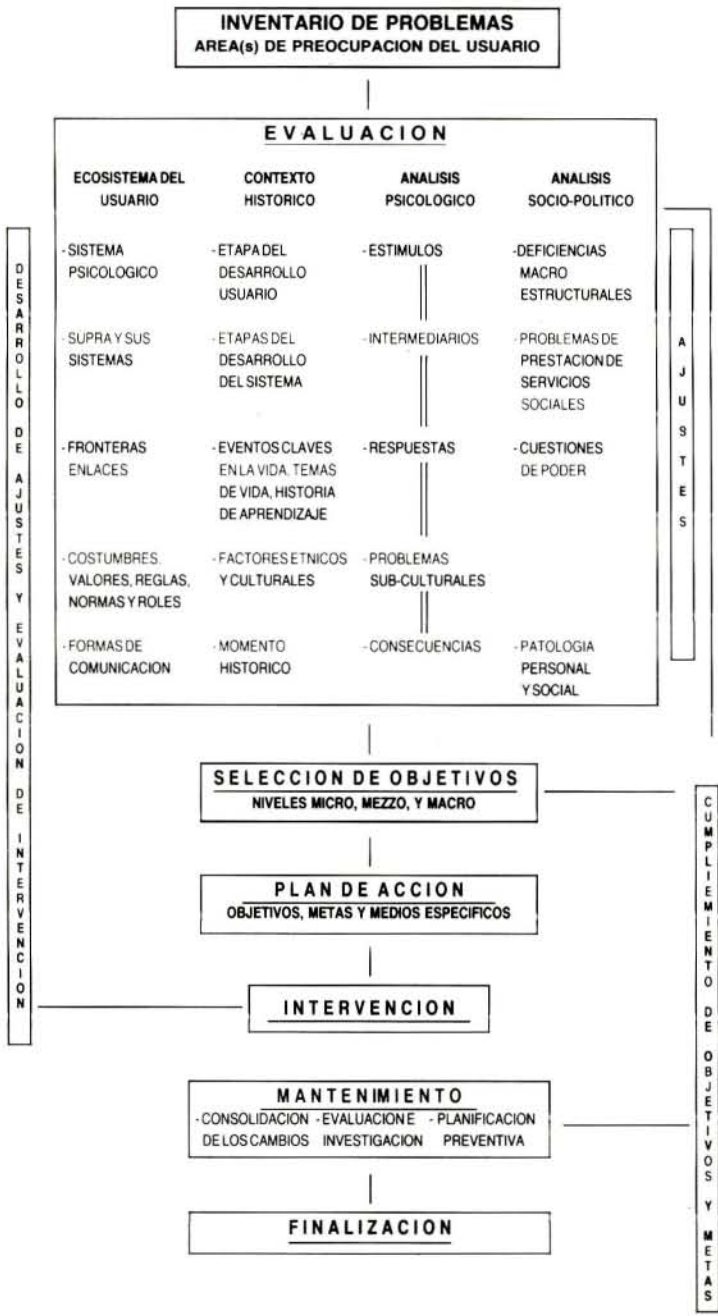 INVENTARIO DE PROBLEMAS
AREA(s) DE PREOCUPACION DEL USUARIO
EVALUACION
ECOSISTEMA DEL
USUARIO
- SISTEMA
PSICOLOGICO
- SUPRA Y SUS
SISTEMAS
- FRONTERAS
ENLACES
- COSTUMBRES.
VALORES, REGLAS,
NORMAS Y ROLES
- FORMAS DE
COMUNICACION
CONTEXTO
HISTORICO
- ETAPA DEL
DESARROLLO
USUARIO
- ETAPAS DEL
DESARROLLO
DEL SISTEMA
- EVENTOS CLAVES
EN LA VIDA. TEMAS
DE VIDA, HISTORIA
DE APRENDIZAJE
- FACTORES ETNICOS
Y CULTURALES
- MOMENTO
HISTORICO
ANALISIS
PSICOLOGICO
- ESTIMULOS
- INTERMEDIARIOS
- RESPUESTAS
- PROBLEMAS
SUB-CULTURALES
- CONSECUENCIAS
ANALISIS
SOCIO-POLITICO
- DEFICIENCIAS
MACRO
ESTRUCTURALES
- PROBLEMAS DE
PRESTACION DE
SERVICIOS
SOCIALES
- CUESTIONES
DE PODER
- PATOLOGIA
PERSONAL
Y SOCIAL
DESARROLLO DE AJUSTES Y EVALUACION DE INTERVENCION
AJUSTES
SELECCION DE OBJETIVOS
NIVELES MICRO, MEZZO, Y MACRO
PLAN DE ACCION
OBJETIVOS, METAS Y MEDIOS ESPECIFICOS
INTERVENCION
MANTENIMIENTO
- CONSOLIDACION
DE LOS CAMBIOS
- EVALUACION E
INVESTIGACION
- PLANIFICACION
PREVENTIVA
FINALIZACION
CUMPLIEMIENTO DE OBJETIVOS Y METAS